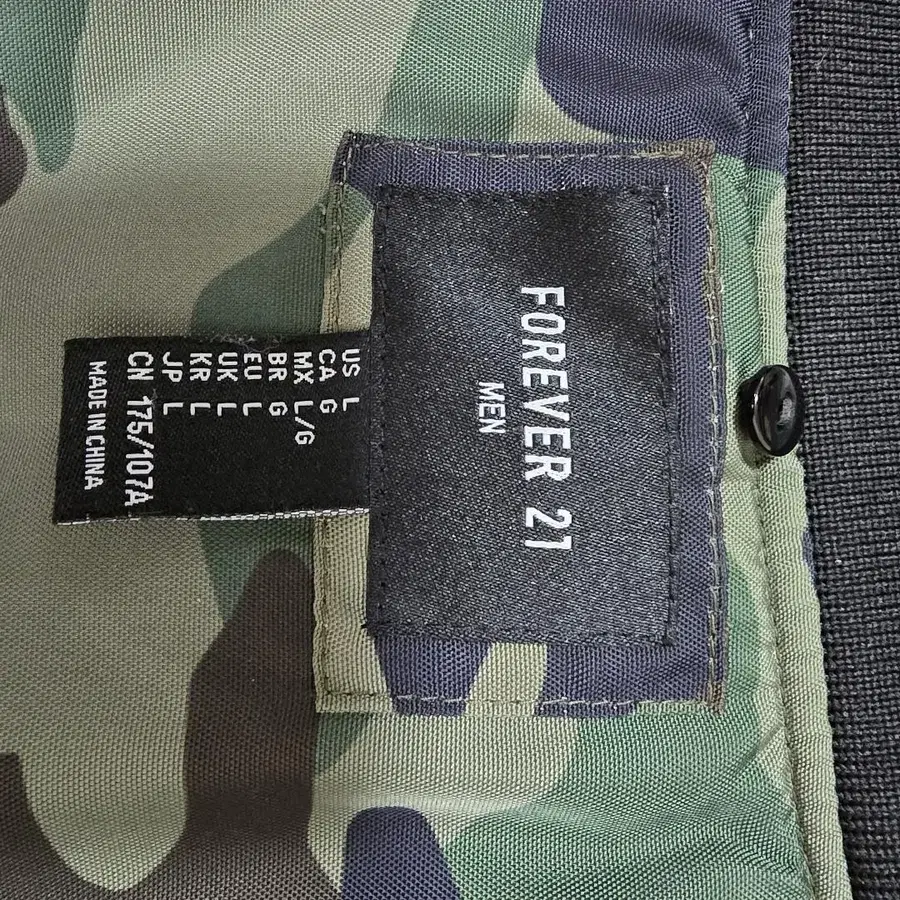 FOREVER 21
MEN
US L
CA G
MX L/G
BR G
EU L
UK L
KR L
JP L
CN 175/107A
MADE IN CHINA